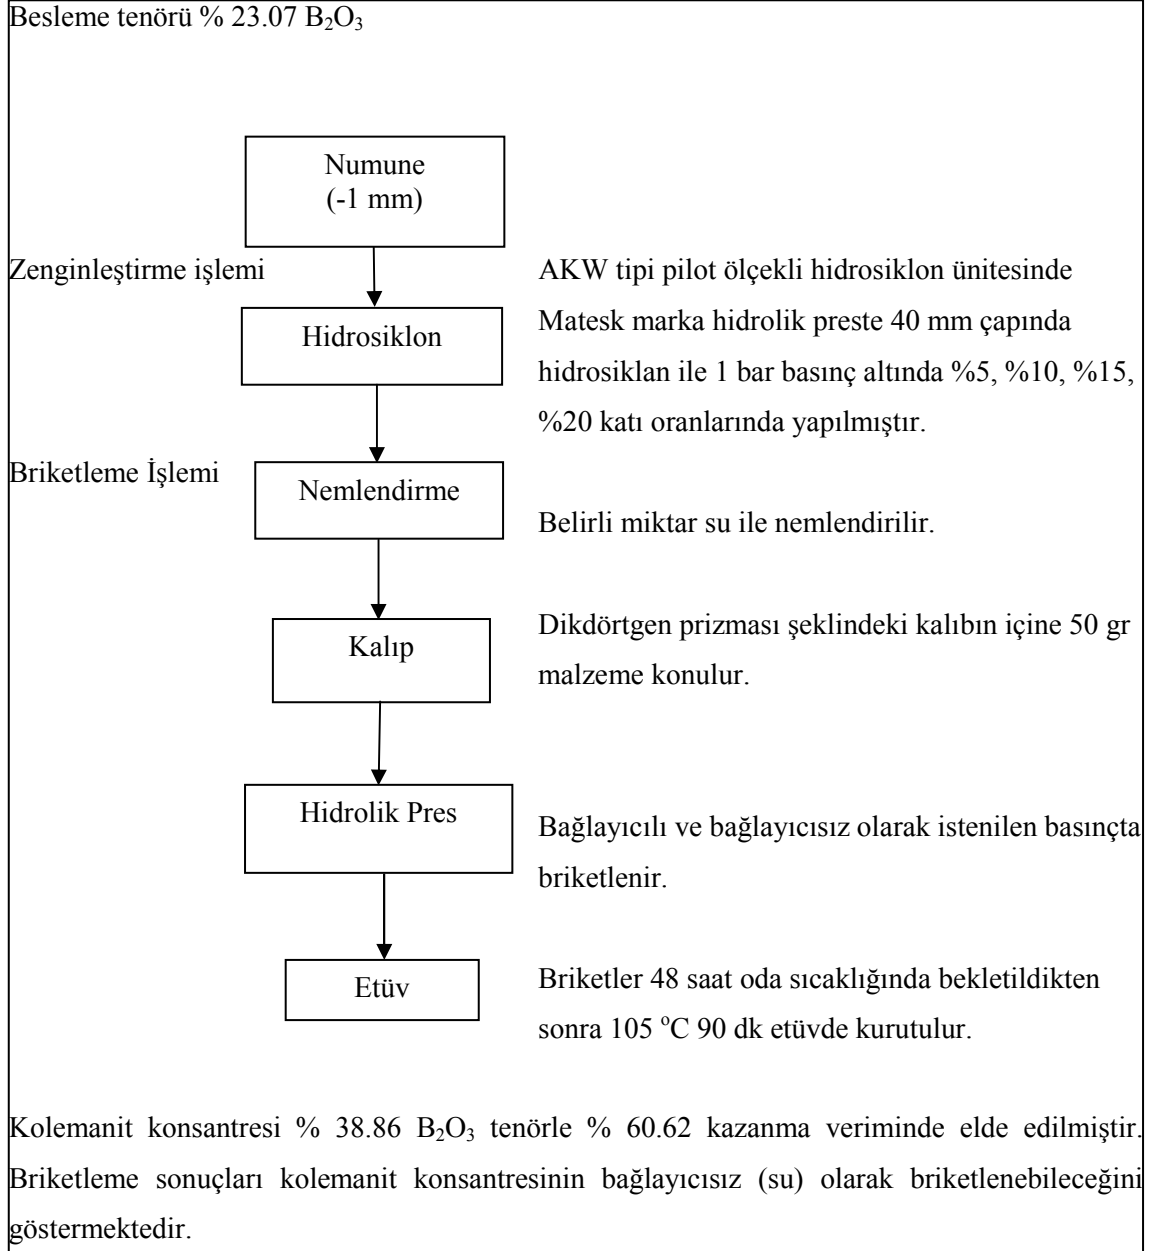 Besleme tenörü % 23.07 B₂O₃
Numune
(-1 mm)
Zenginleştirme işlemi
Hidrosiklon
AKW tipi pilot ölçekli hidrosiklon ünitesinde
Matesk marka hidrolik preste 40 mm çapında
hidrosiklan ile 1 bar basınç altında %5, %10, %15,
%20 katı oranlarında yapılmıştır.
Briketleme İşlemi
Nemlendirme
Belirli miktar su ile nemlendirilir.
Kalıp
Dikdörtgen prizması şeklindeki kalıbın içine 50 gr
malzeme konulur.
Hidrolik Pres
Bağlayıcılı ve bağlayıcısız olarak istenilen basınçta
briketlenir.
Etüv
Briketler 48 saat oda sıcaklığında bekletildikten
sonra 105 °C 90 dk etüvde kurutulur.
Kolemanit konsantresi % 38.86 B₂O₃ tenörle % 60.62 kazanma veriminde elde edilmiştir.
Briketleme sonuçları kolemanit konsantresinin bağlayıcısız (su) olarak briketlenebileceğini
göstermektedir.